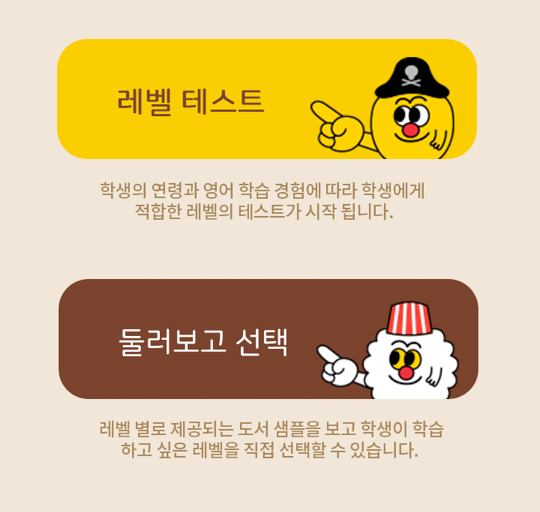 레벨 테스트
학생의 연령과 영어 학습 경험에 따라 학생에게
적합한 레벨의 테스트가 시작 됩니다.
둘러보고 선택
레벨 별로 제공되는 도서 샘플을 보고 학생이 학습
하고 싶은 레벨을 직접 선택할 수 있습니다.